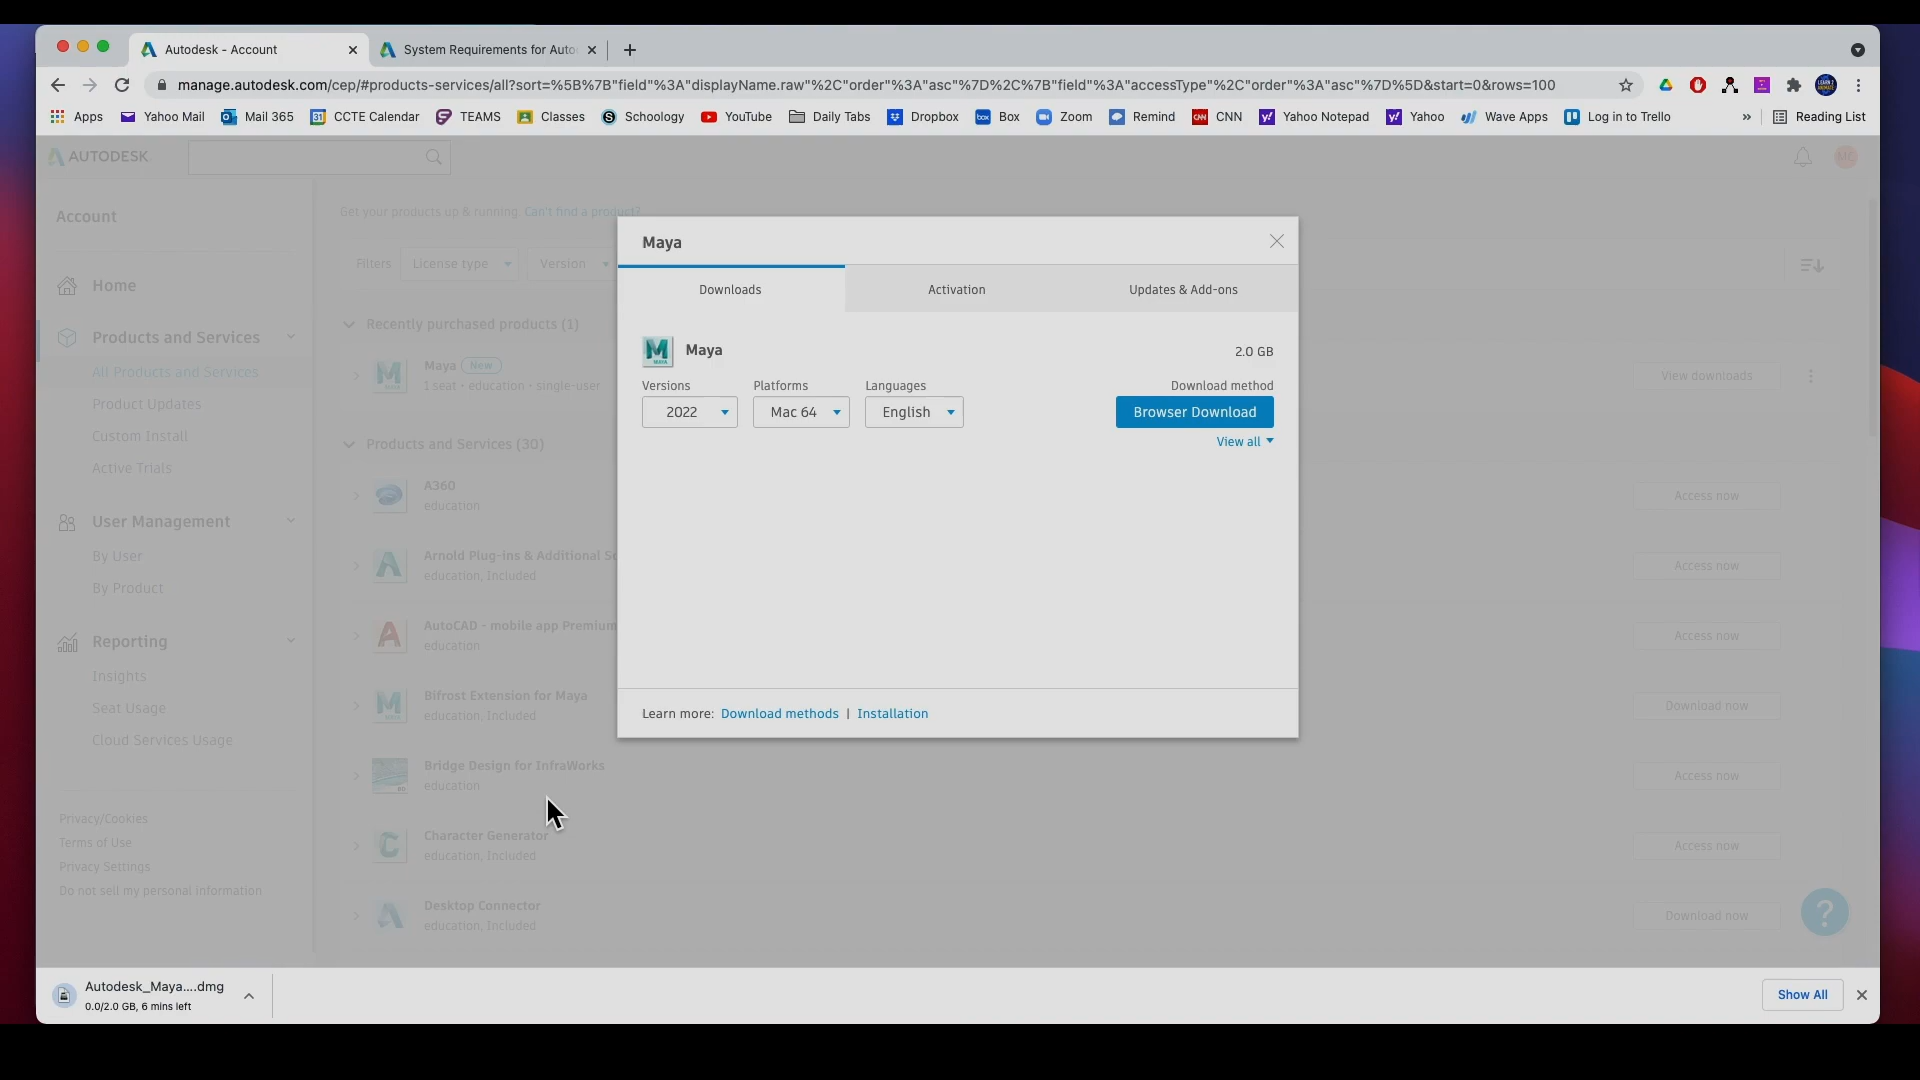 Autodesk - Account
System Requirements for Auto
manage.autodesk.com/cep/#products-services/all?sort=%5B%7B"field"%3A"displayName.raw"%2C"order"%3A"asc"%7D%2C%7B"field"%3A"accessType"%2C"order"%3A"asc"%7D%5D&start=0&rows=100
Apps Yahoo Mail Mail 365 CCTE Calendar TEAMS Classes Schoology YouTube Daily Tabs Dropbox Box Zoom Remind CNN Yahoo Notepad Yahoo Wave Apps Log in to Trello » Reading List
AUTODESK
MC
Account
Home
Products and Services
All Products and Services
Product Updates
Custom Install
Active Trials
User Management
By User
By Product
Reporting
Insights
Seat Usage
Cloud Services Usage
Privacy/Cookies
Terms of Use
Privacy Settings
Do not sell my personal information
Get your products up & running. Can't find a product?
Filters License type Version
Recently purchased products (1)
Maya New
1 seat · education · single-user
View downloads
Products and Services (30)
A360
education
Access now
Arnold Plug-ins & Additional
education, Included
Access now
AutoCAD - mobile app Premium
education
Access now
Bifrost Extension for Maya
education, Included
Download now
Bridge Design for InfraWorks
education
Access now
Character Generator
education, Included
Access now
Desktop Connector
education, Included
Download now
Maya
Downloads Activation Updates & Add-ons
Maya
2.0 GB
Versions Platforms Languages Download method
2022 Mac 64 English Browser Download
View all
Learn more: Download methods | Installation
?
Autodesk_Maya....dmg
0.0/2.0 GB, 6 mins left
Show All